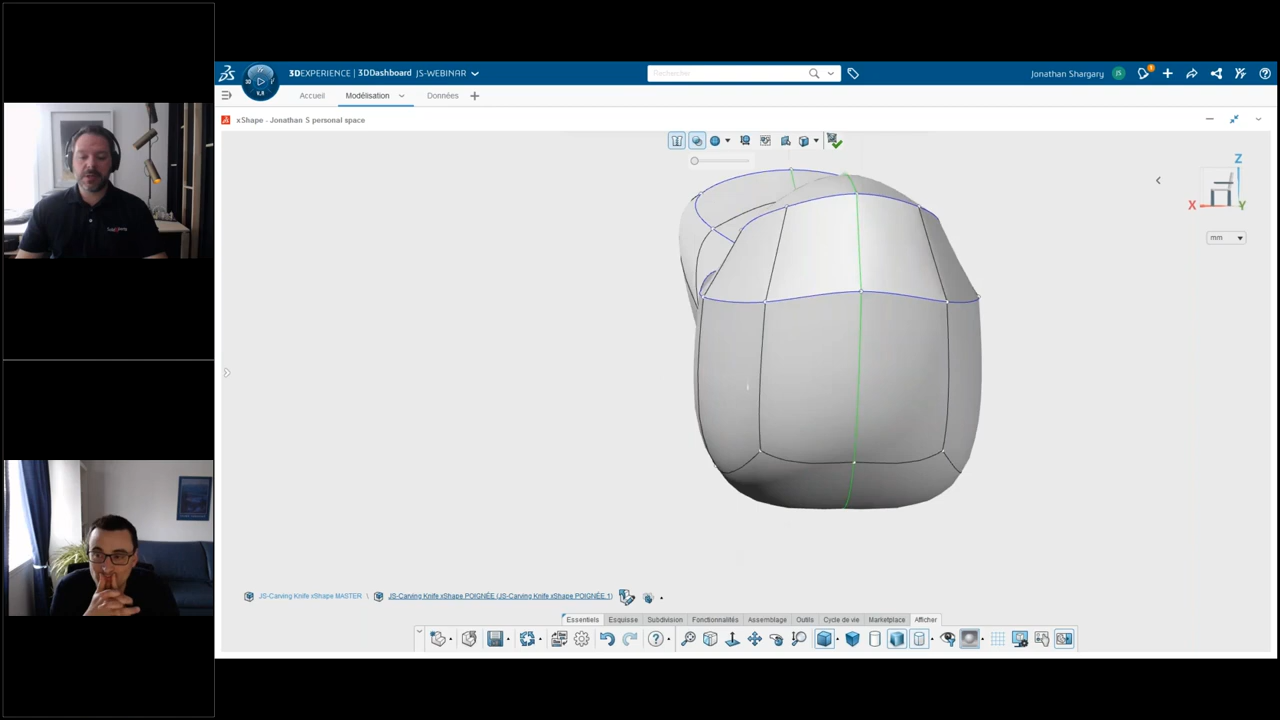 3DEXPERIENCE | 3DDashboard JS-WEBINAR
Rechercher
Jonathan Shargary JS
Accueil Modélisation Données
xShape - Jonathan S personal space
Z
X Y
mm
JS-Carving Knife xShape MASTER \ JS-Carving Knife xShape POIGNÉE (JS-Carving Knife xShape POIGNÉE.1)
Essentiels Esquisse Subdivision Fonctionnalités Assemblage Outils Cycle de vie Marketplace Afficher